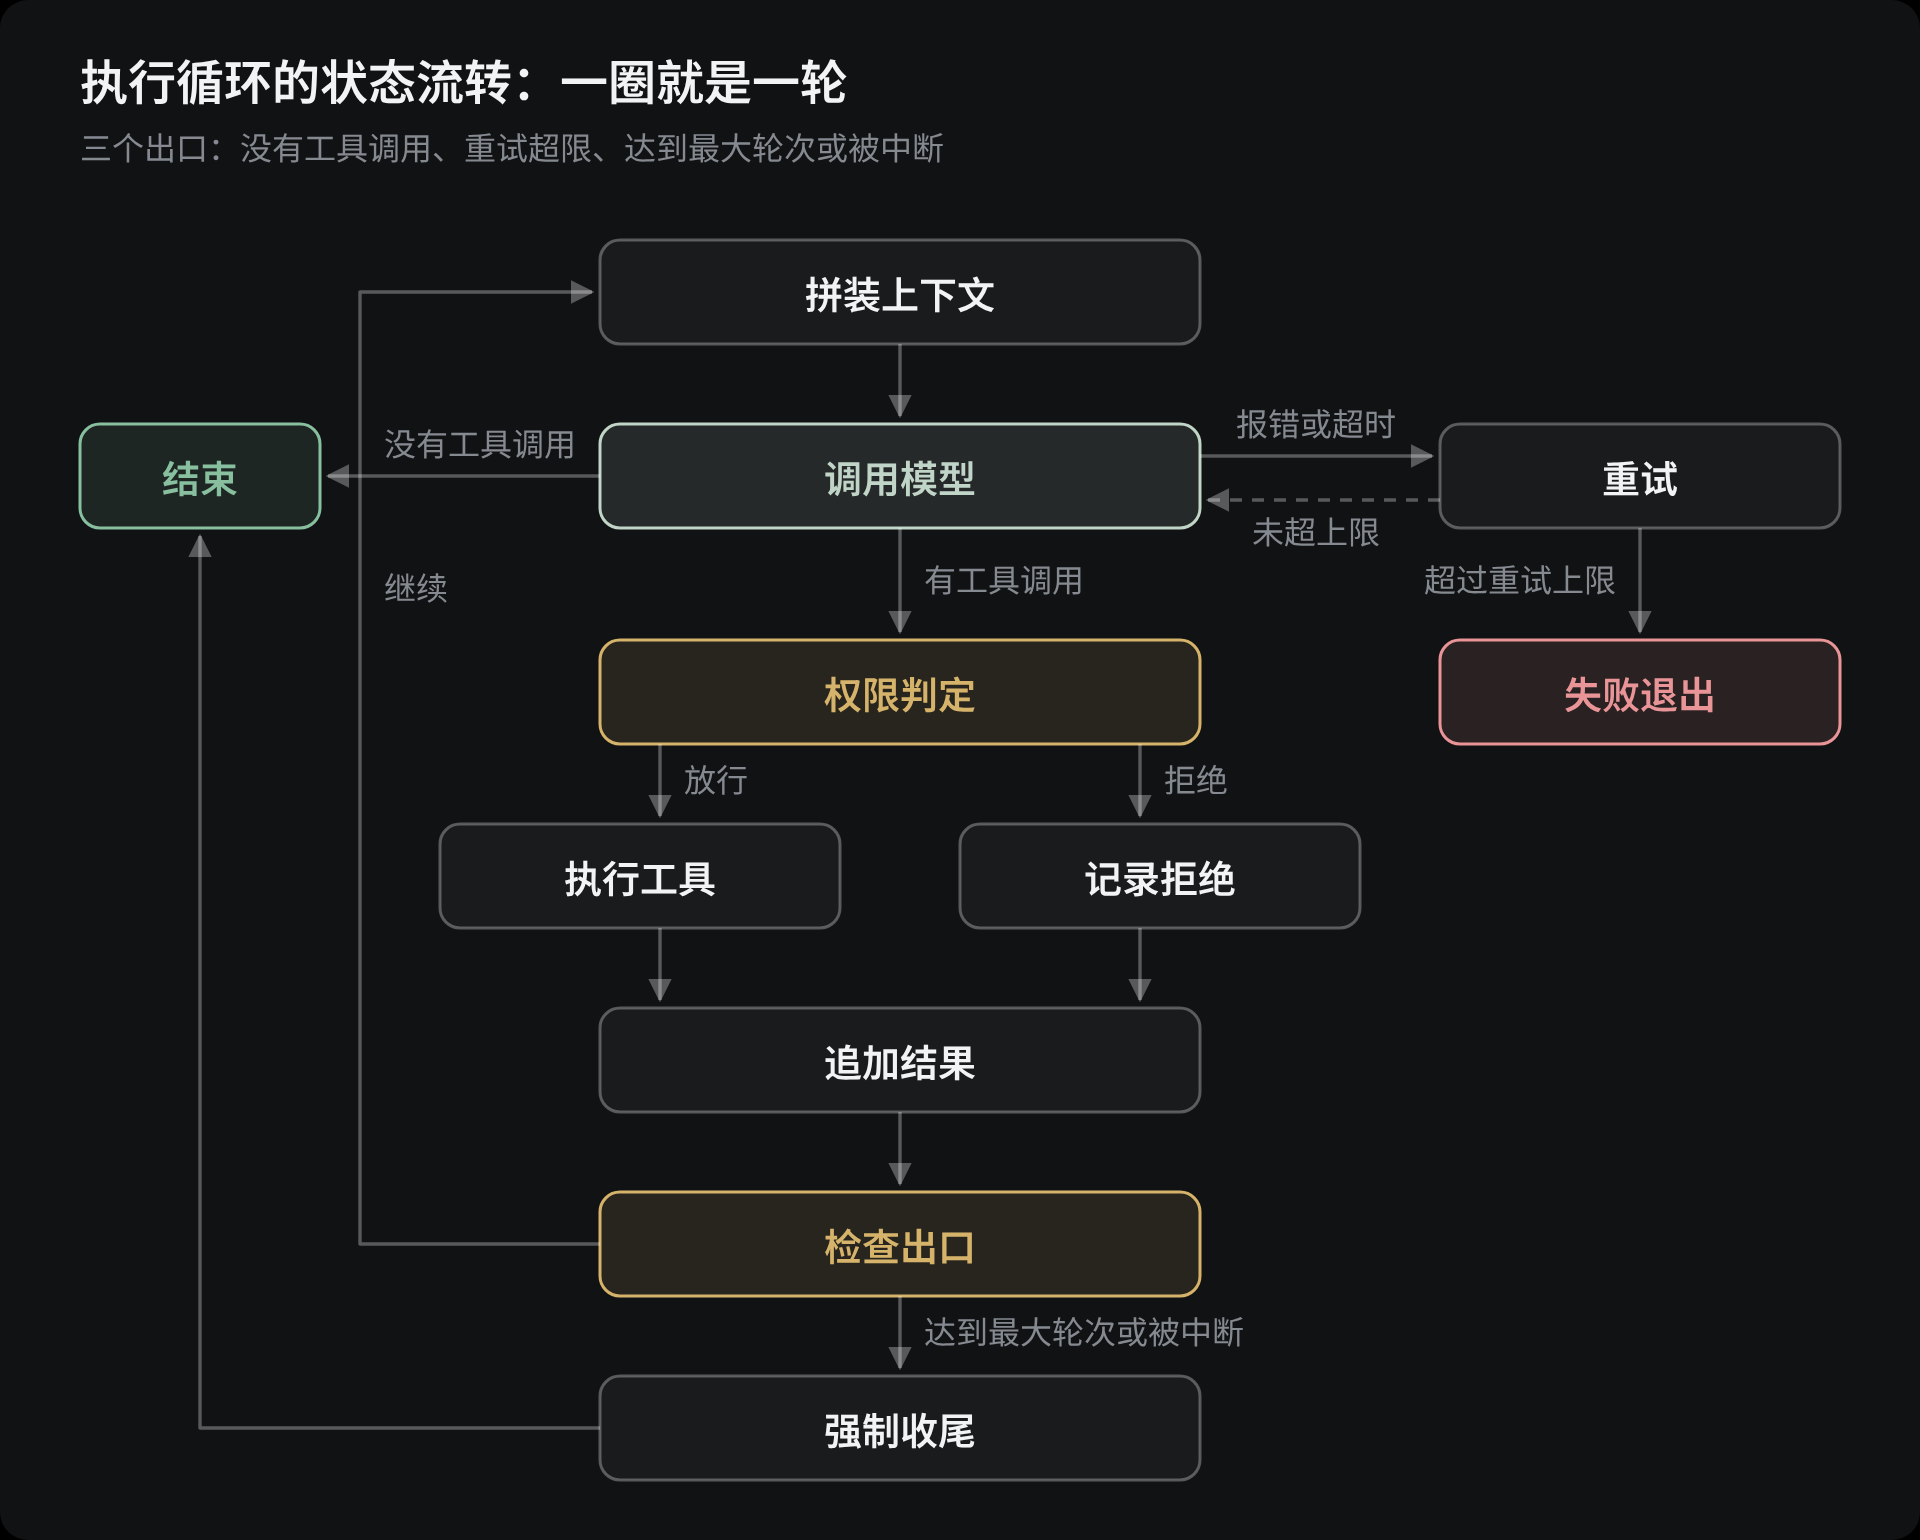 执行循环的状态流转：一圈就是一轮
三个出口：没有工具调用、重试超限、达到最大轮次或被中断
拼装上下文
没有工具调用
报错或超时
结束
调用模型
重试
未超上限
继续
有工具调用
超过重试上限
权限判定
失败退出
放行
拒绝
执行工具
记录拒绝
追加结果
检查出口
达到最大轮次或被中断
强制收尾